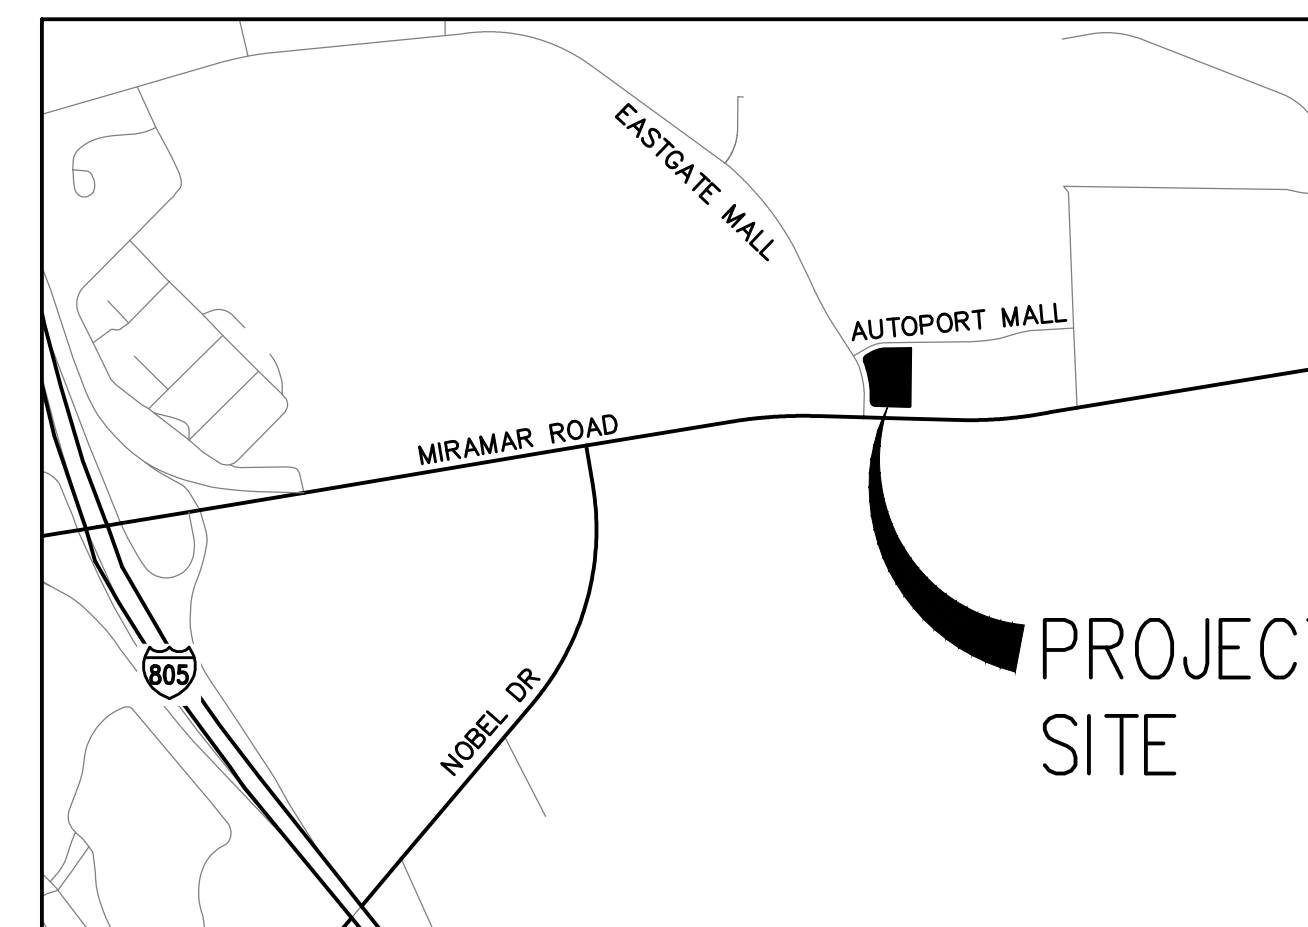 EASTGATE MALL
AUTOPORT MALL
MIRAMAR ROAD
PROJEC
SITE
805
NOBEL DR